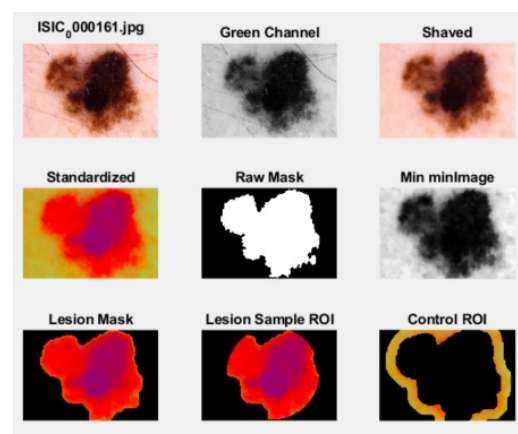 ISIC₀000161.jpg
Green Channel
Shaved
Standardized
Raw Mask
Min minImage
Lesion Mask
Lesion Sample ROI
Control ROI